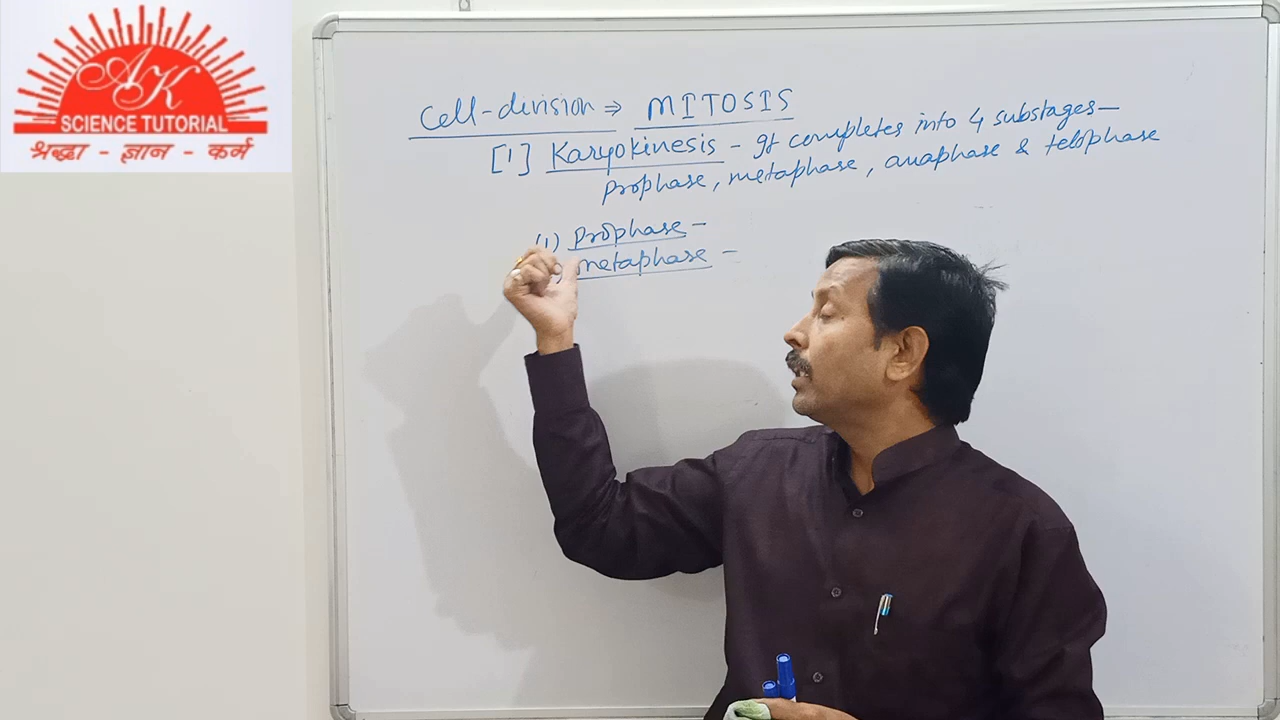 AK
SCIENCE TUTORIAL
श्रद्धा - ज्ञान - कर्म
Cell-division ⇒ MITOSIS
[1] Karyokinesis - It completes into 4 substages—
prophase, metaphase, anaphase & telophase
(1) Prophase -
metaphase -